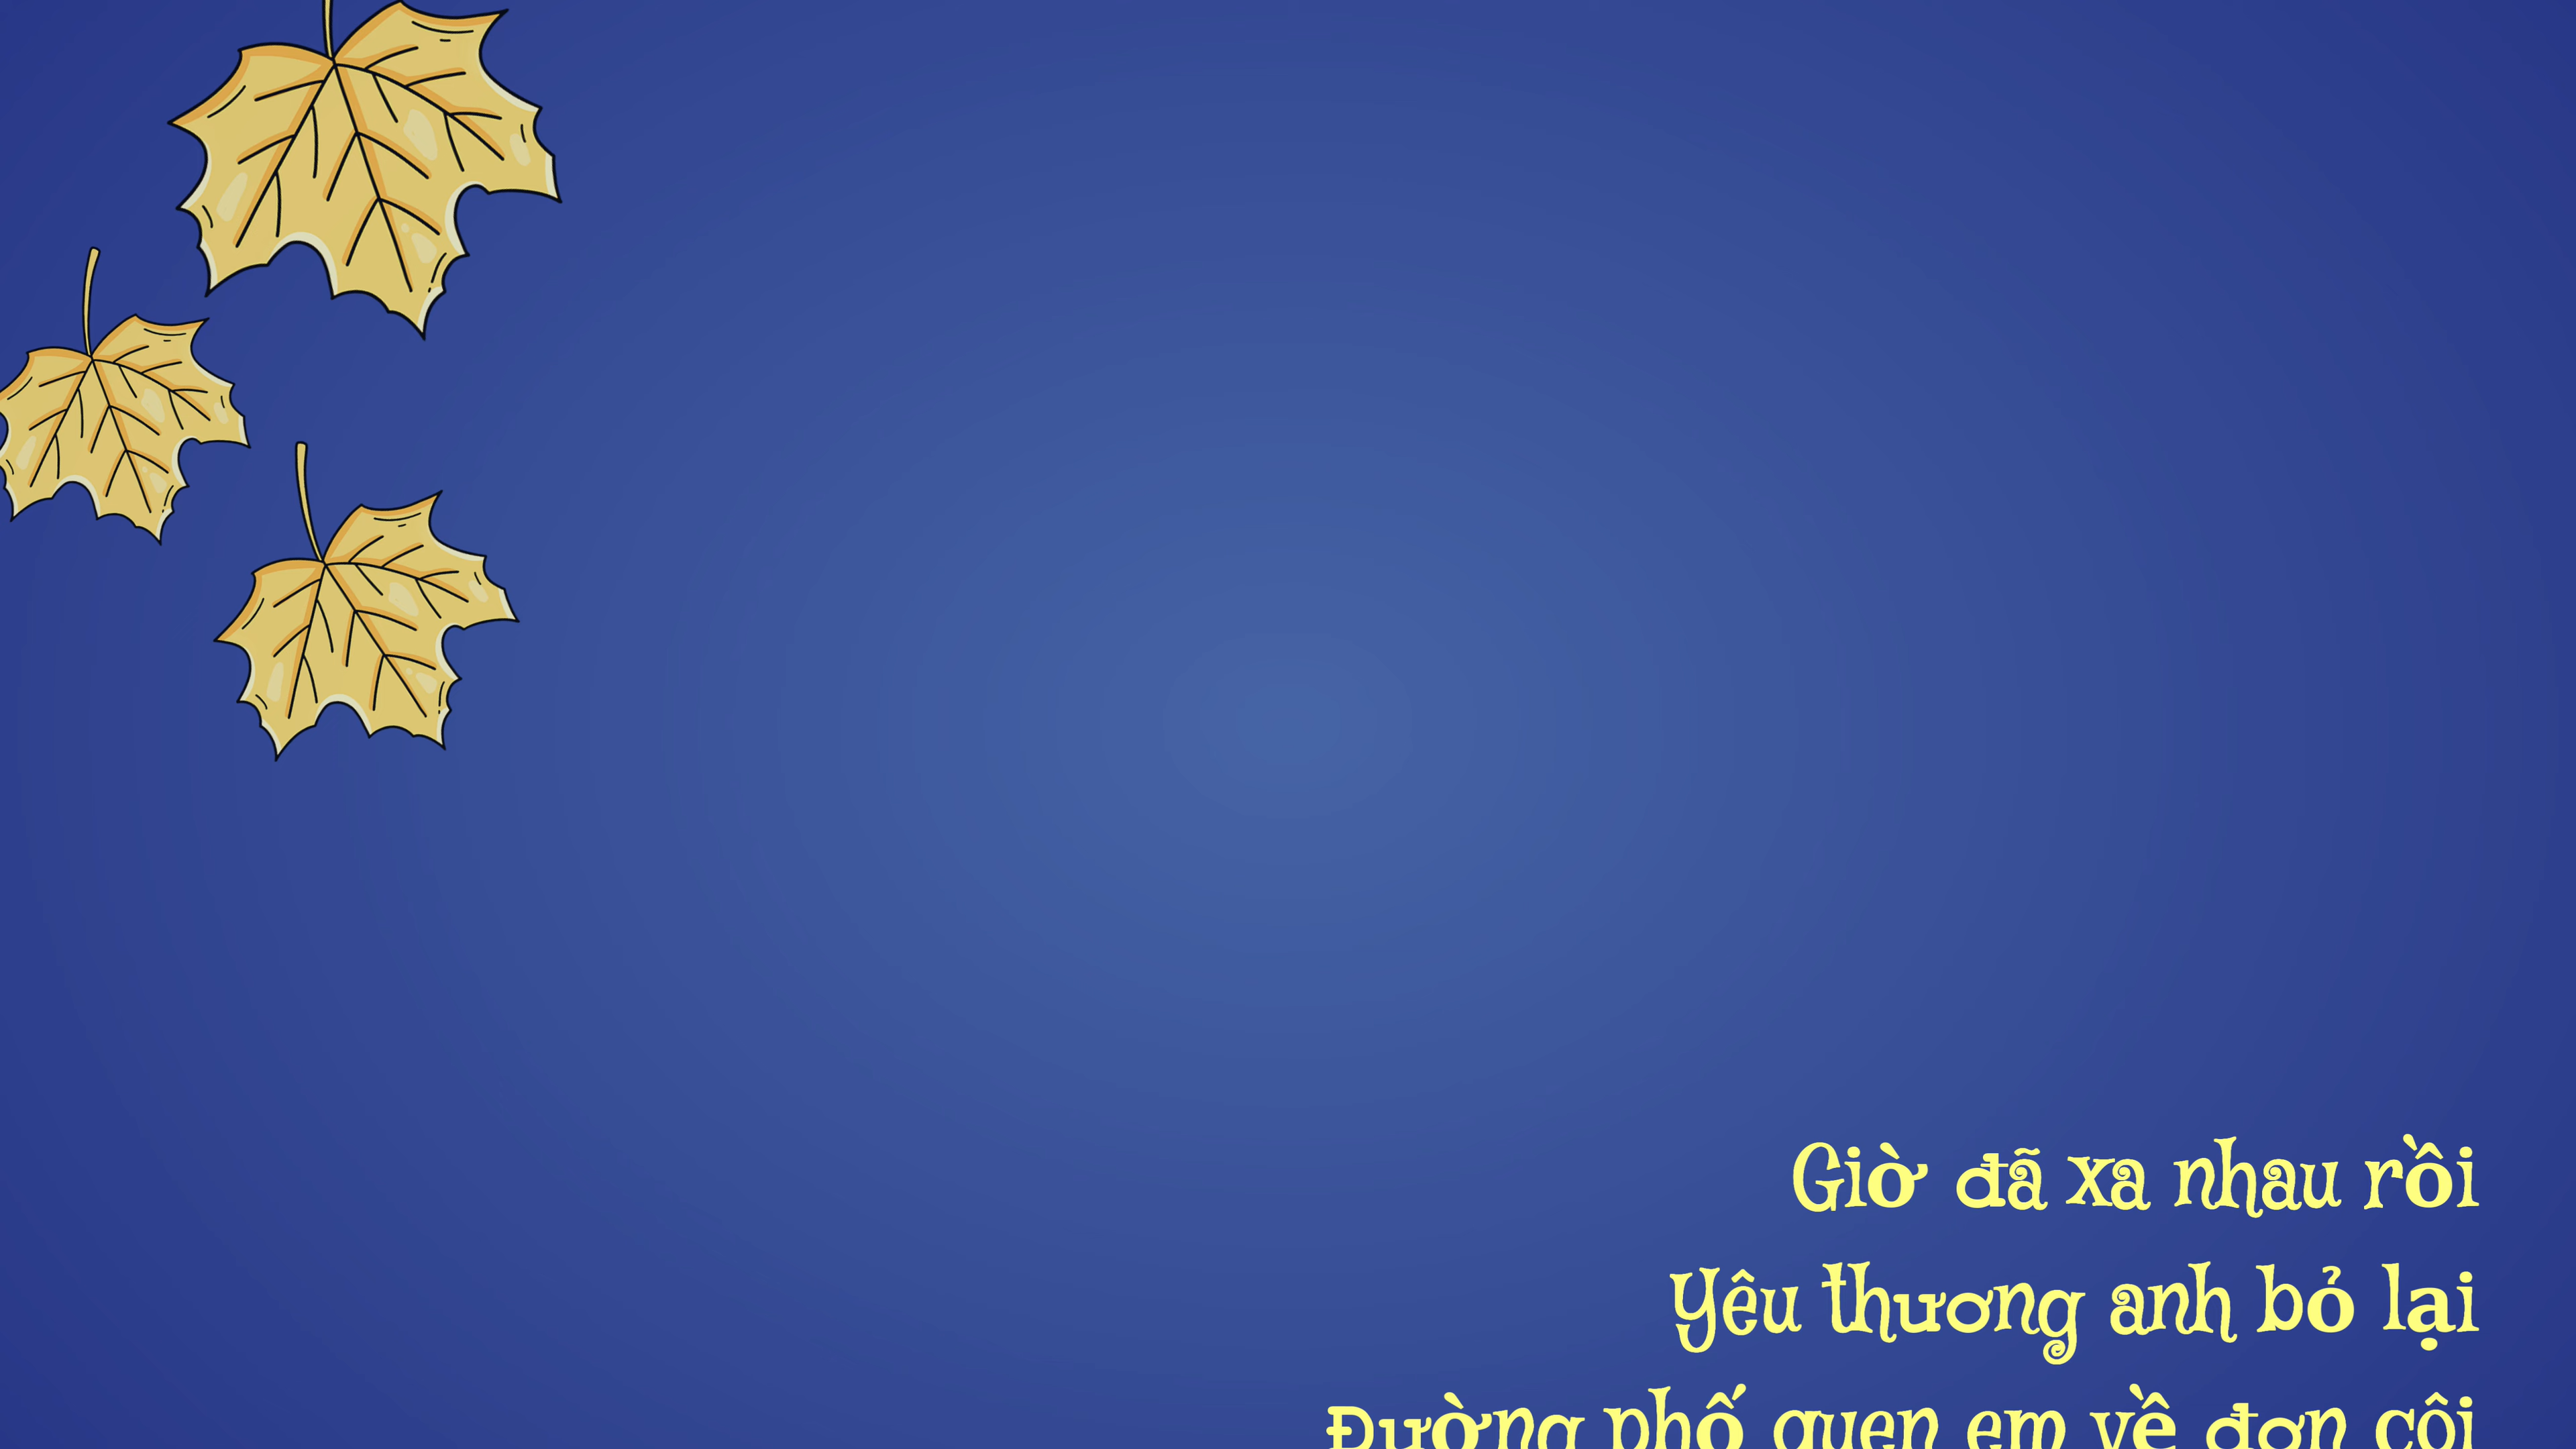 Giờ đã xa nhau rồi
Yêu thương anh bỏ lại
Đường phố quen em về đơn côi